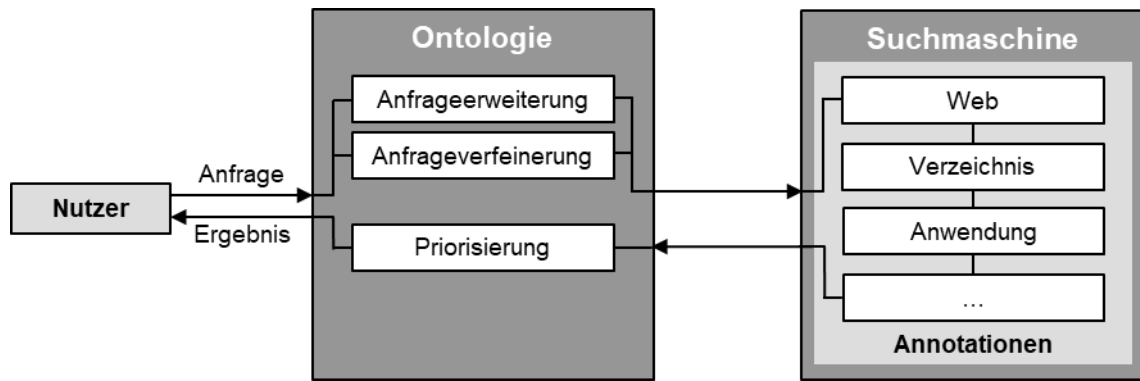 Ontologie
Anfrageerweiterung
Anfrageverfeinerung
Priorisierung
Nutzer
Anfrage
Ergebnis
Suchmaschine
Web
Verzeichnis
Anwendung
...
Annotationen